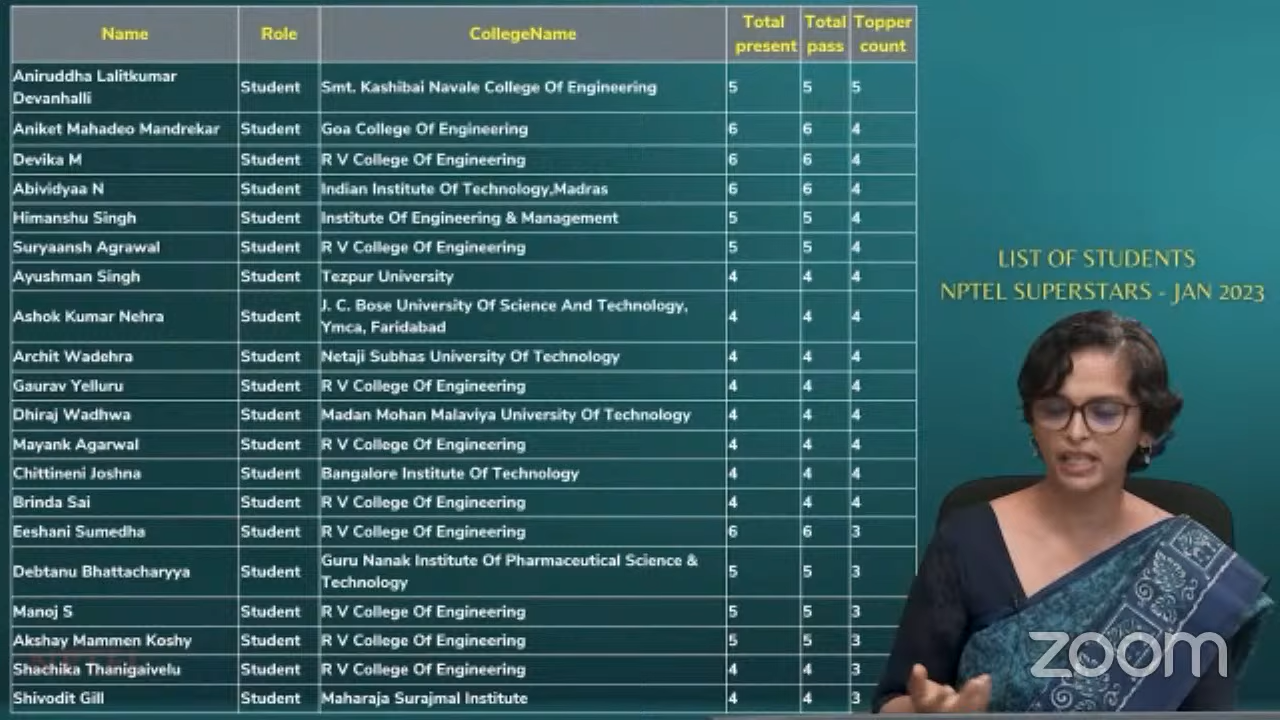 Name Role CollegeName Total present Total pass Topper count
Aniruddha Lalitkumar Devanhalli Student Smt. Kashibai Navale College Of Engineering 5 5 5
Aniket Mahadeo Mandrekar Student Goa College Of Engineering 6 6 4
Devika M Student R V College Of Engineering 6 6 4
Abividyaa N Student Indian Institute Of Technology,Madras 6 6 4
Himanshu Singh Student Institute Of Engineering & Management 5 5 4
Suryaansh Agrawal Student R V College Of Engineering 5 5 4
Ayushman Singh Student Tezpur University 4 4 4
Ashok Kumar Nehra Student J. C. Bose University Of Science And Technology, Ymca, Faridabad 4 4 4
Archit Wadehra Student Netaji Subhas University Of Technology 4 4 4
Gaurav Yelluru Student R V College Of Engineering 4 4 4
Dhiraj Wadhwa Student Madan Mohan Malaviya University Of Technology 4 4 4
Mayank Agarwal Student R V College Of Engineering 4 4 4
Chittineni Joshna Student Bangalore Institute Of Technology 4 4 4
Brinda Sai Student R V College Of Engineering 4 4 4
Eeshani Sumedha Student R V College Of Engineering 6 6 3
Debtanu Bhattacharyya Student Guru Nanak Institute Of Pharmaceutical Science & Technology 5 5 3
Manoj S Student R V College Of Engineering 5 5 3
Akshay Mammen Koshy Student R V College Of Engineering 5 5 3
Shachika Thanigaivelu Student R V College Of Engineering 4 4 3
Shivodit Gill Student Maharaja Surajmal Institute 4 4 3
LIST OF STUDENTS
NPTEL SUPERSTARS - JAN 2023
zoom